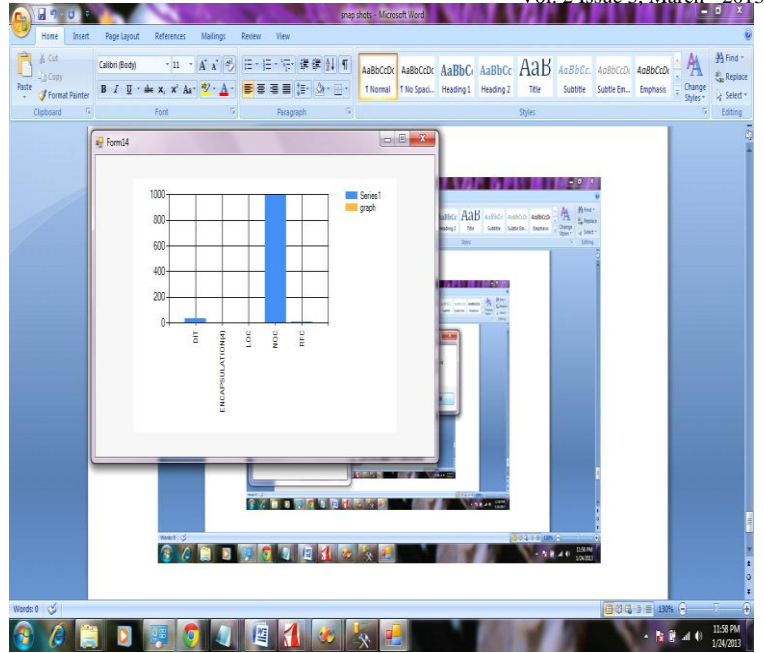 Vol. 2 Issue 3, March - 2013
snap shots - Microsoft Word
Home Insert Page Layout References Mailings Review View
Cut
Copy
Format Painter
Paste
Calibri (Body) 11
AaBbCcDc AaBbCcDc AaBbC AaBbCc AaB AaBbCc. AaBbCcDc AaBbCcDc
¶ Normal ¶ No Spaci... Heading 1 Heading 2 Title Subtitle Subtle Em... Emphasis
Change Styles
Find
Replace
Select
Clipboard Font Paragraph Styles Editing
Form14
Series1
graph
1000
800
600
400
200
0
DIT
ENCAPSULATION(4)
LOC
NOC
RFC
Words: 0
130%
11:58 PM
1/24/2013